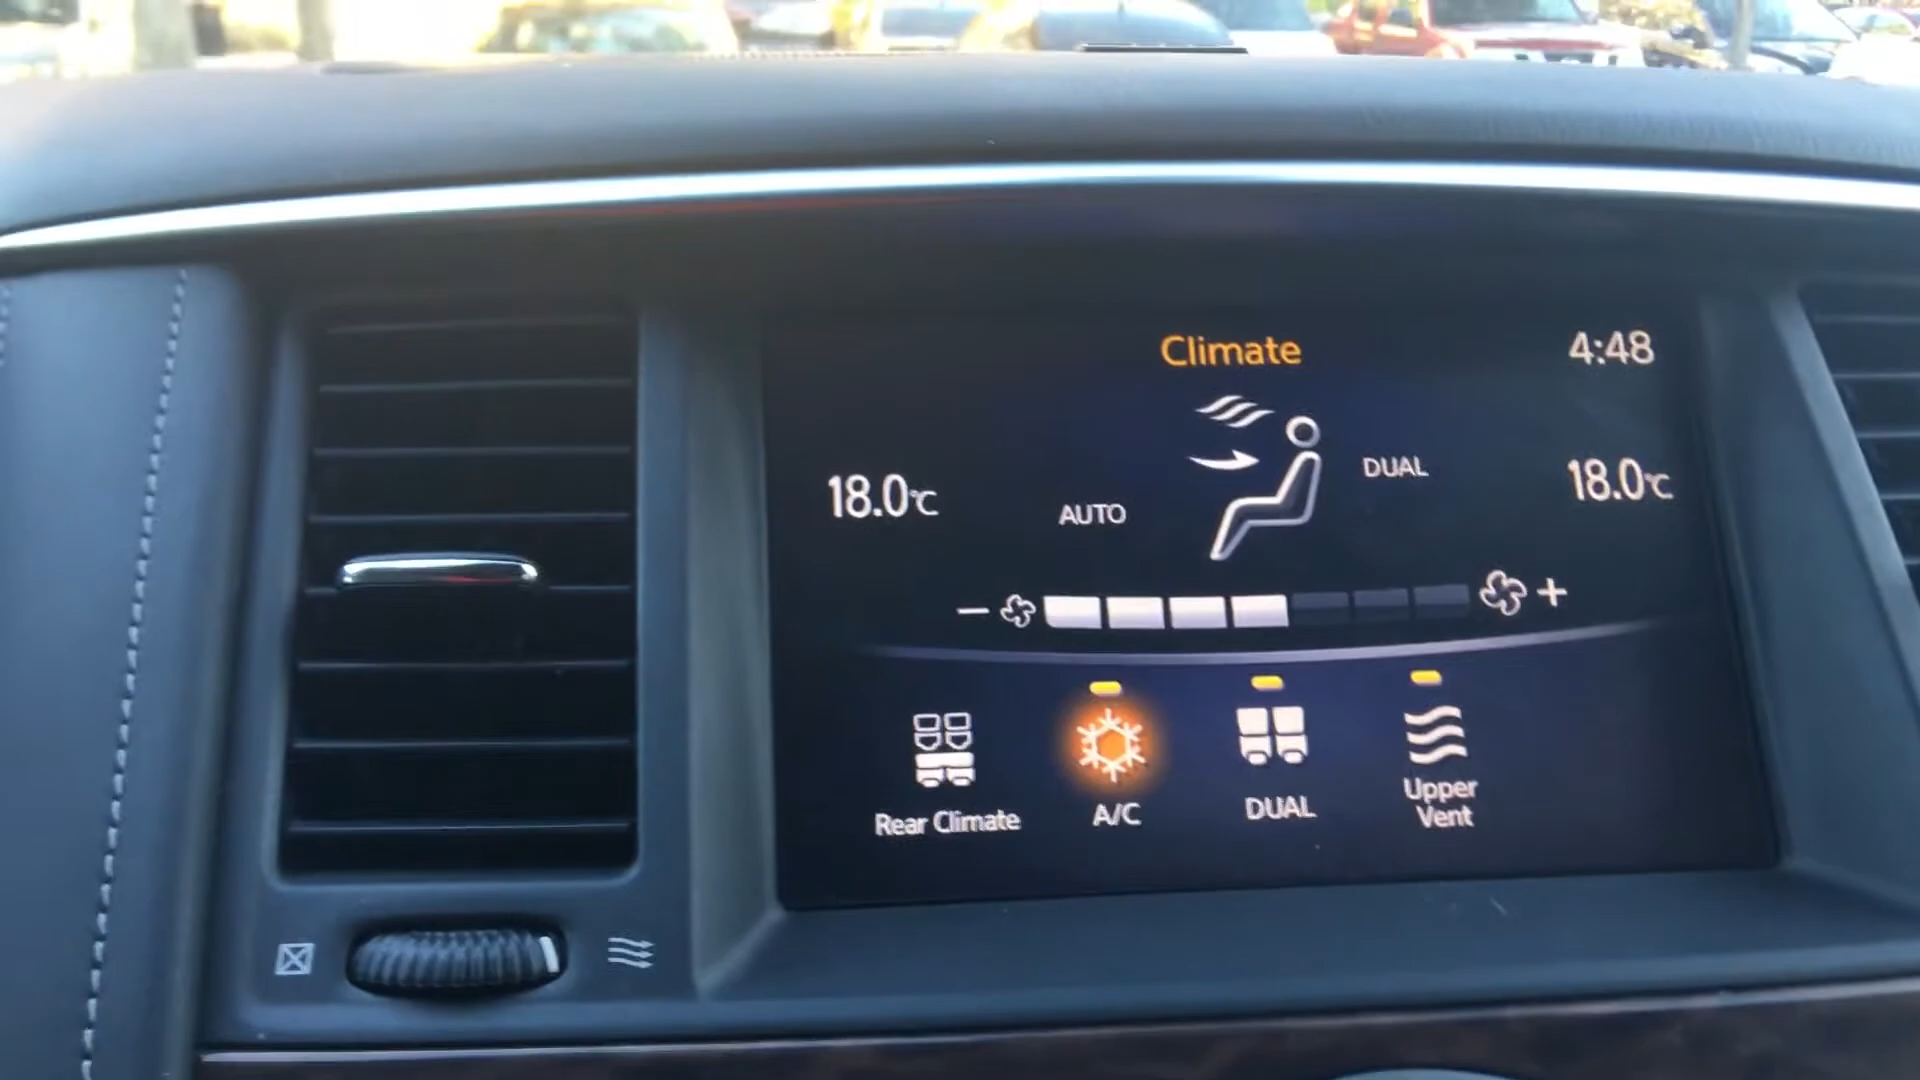 Climate
4:48
18.0°C
AUTO
DUAL
18.0°C
− +
Rear Climate
A/C
DUAL
Upper
Vent